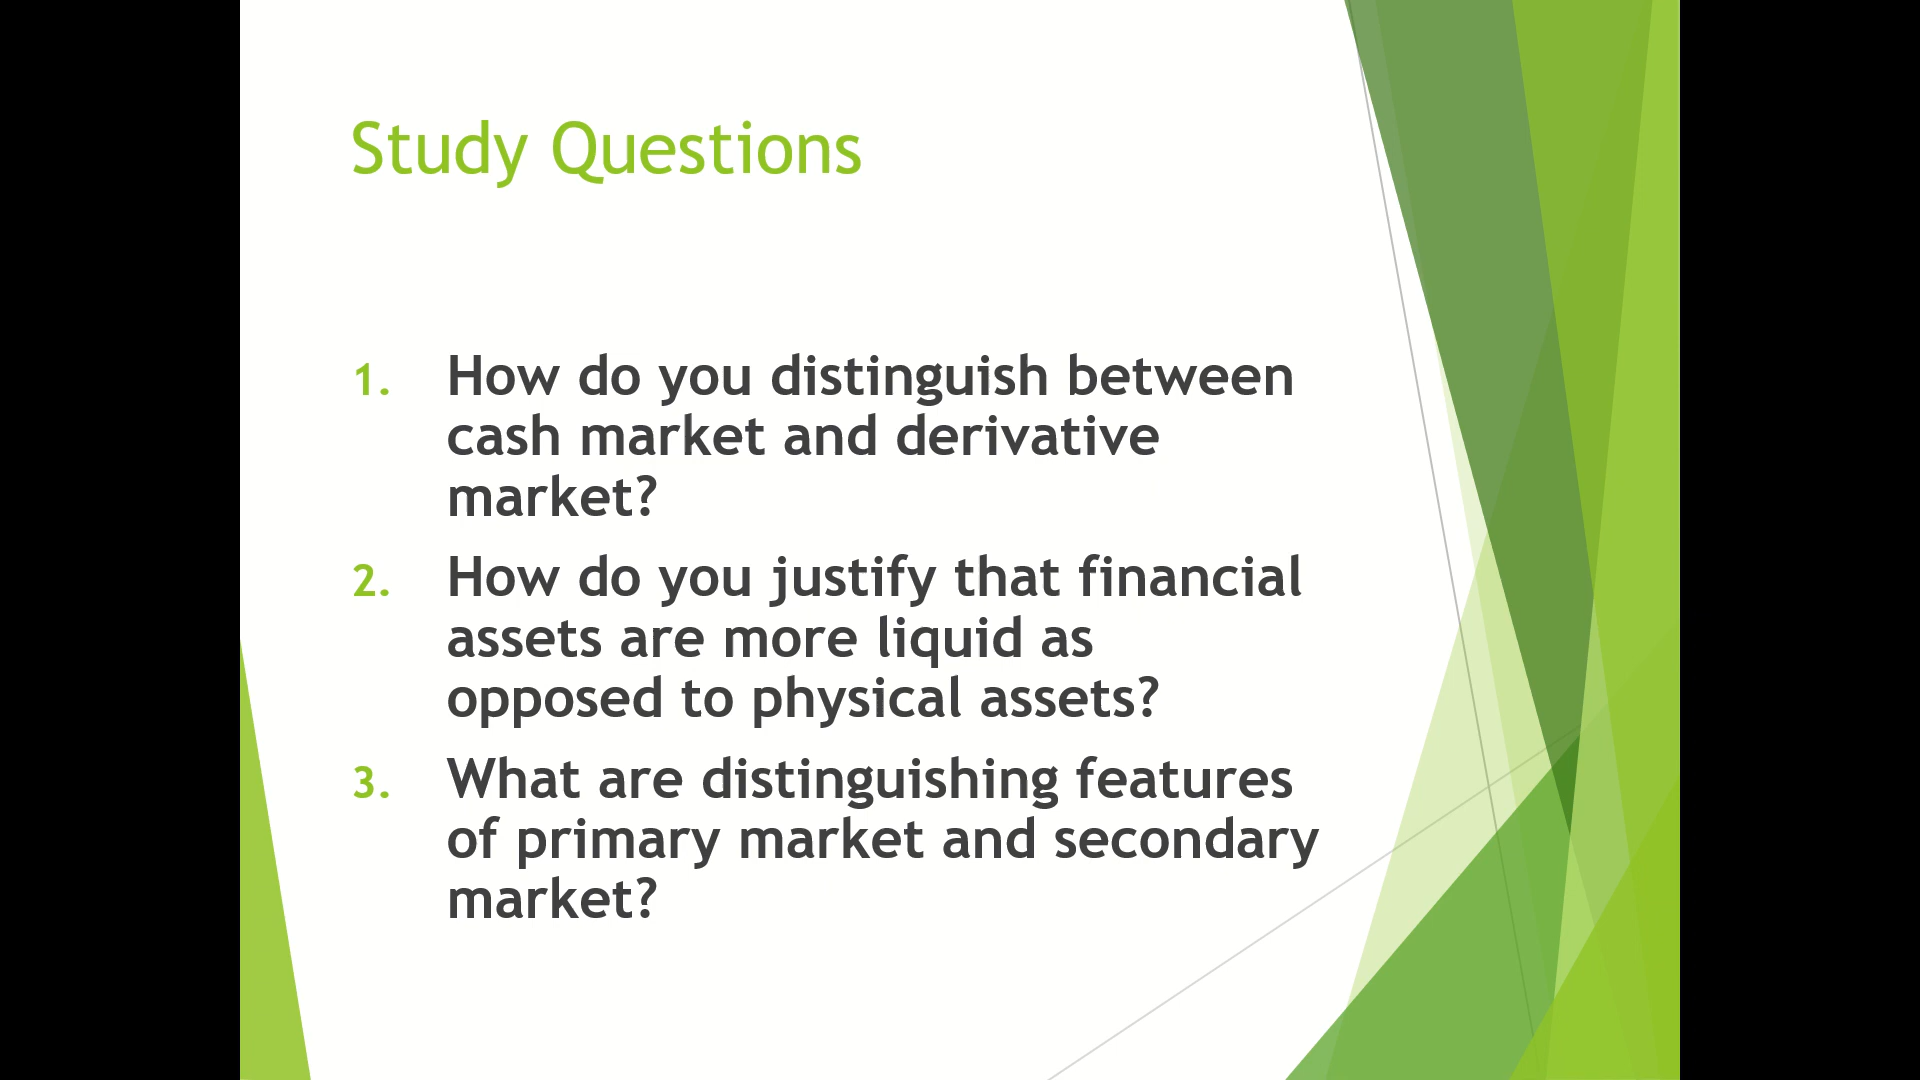 Study Questions
1. How do you distinguish between
cash market and derivative
market?
2. How do you justify that financial
assets are more liquid as
opposed to physical assets?
3. What are distinguishing features
of primary market and secondary
market?